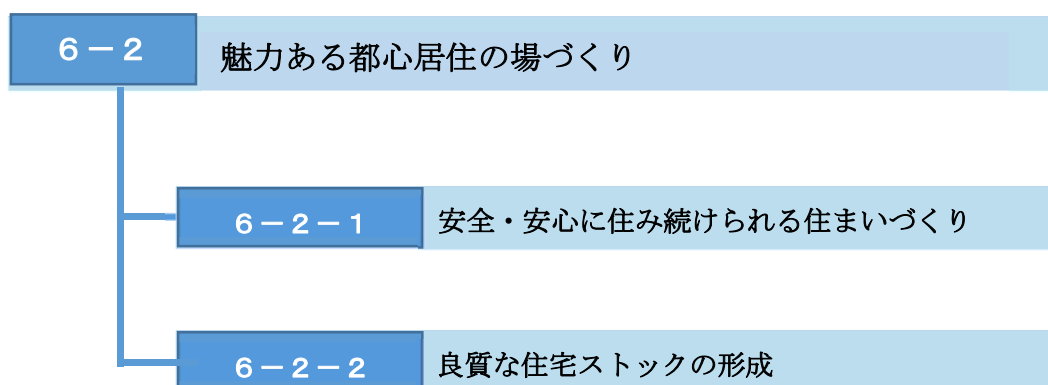 ６－２ 魅力ある都心居住の場づくり
６－２－１ 安全・安心に住み続けられる住まいづくり
６－２－２ 良質な住宅ストックの形成